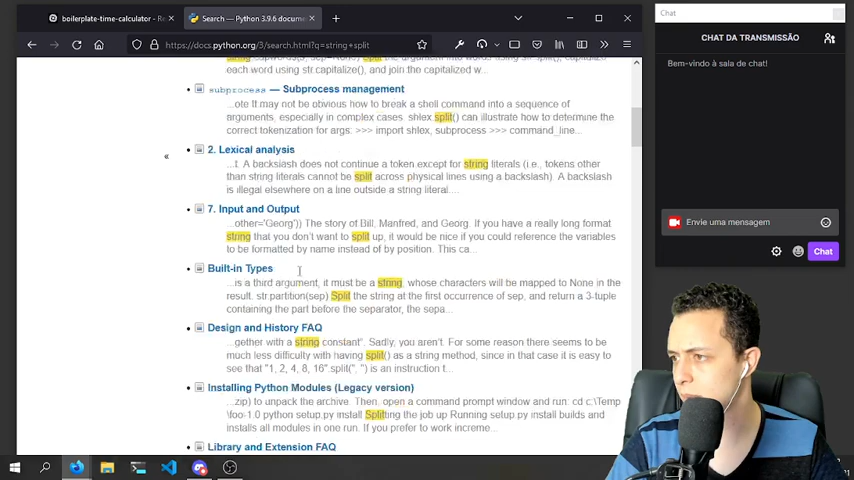 boilerplate-time-calculator - Re
Search — Python 3.9.6 docume
https://docs.python.org/3/search.html?q=string+split
Chat
CHAT DA TRANSMISSÃO
Bem-vindo à sala de chat!
each word using str.capitalize(), and join the capitalized w...
subprocess — Subprocess management
...ote It may not be obvious how to break a shell command into a sequence of
arguments, especially in complex cases. shlex.split() can illustrate how to determine the
correct tokenization for args: >>> import shlex, subprocess >>> command_line...
«
2. Lexical analysis
...t. A backslash does not continue a token except for string literals (i.e., tokens other
than string literals cannot be split across physical lines using a backslash). A backslash
is illegal elsewhere on a line outside a string literal....
7. Input and Output
...other='Georg')) The story of Bill, Manfred, and Georg. If you have a really long format
string that you don't want to split up, it would be nice if you could reference the variables
to be formatted by name instead of by position. This ca...
Built-in Types
...is a third argument, it must be a string, whose characters will be mapped to None in the
result. str.partition(sep) Split the string at the first occurrence of sep, and return a 3-tuple
containing the part before the separator, the sepa...
Design and History FAQ
...gether with a string constant". Sadly, you aren't. For some reason there seems to be
much less difficulty with having split() as a string method, since in that case it is easy to
see that "1, 2, 4, 8, 16".split(", ") is an instruction t...
Installing Python Modules (Legacy version)
...zip) to unpack the archive. Then, open a command prompt window and run: cd c:\Temp
\foo-1.0 python setup.py install Splitting the job up Running setup.py install builds and
installs all modules in one run. If you prefer to work increme...
Library and Extension FAQ
Envie uma mensagem
Chat